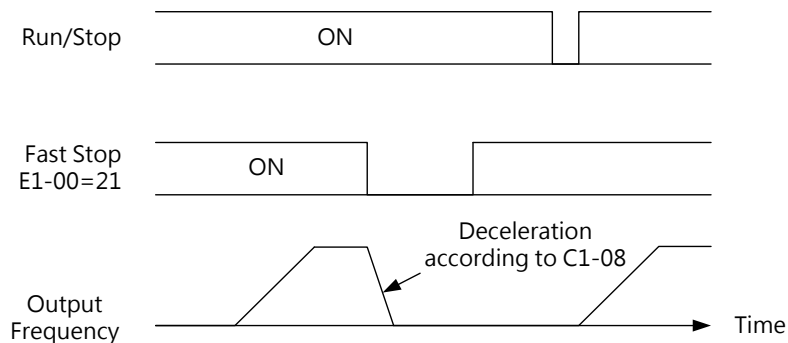 Run/Stop
ON
Fast Stop
E1-00=21
ON
Deceleration
according to C1-08
Output
Frequency
Time